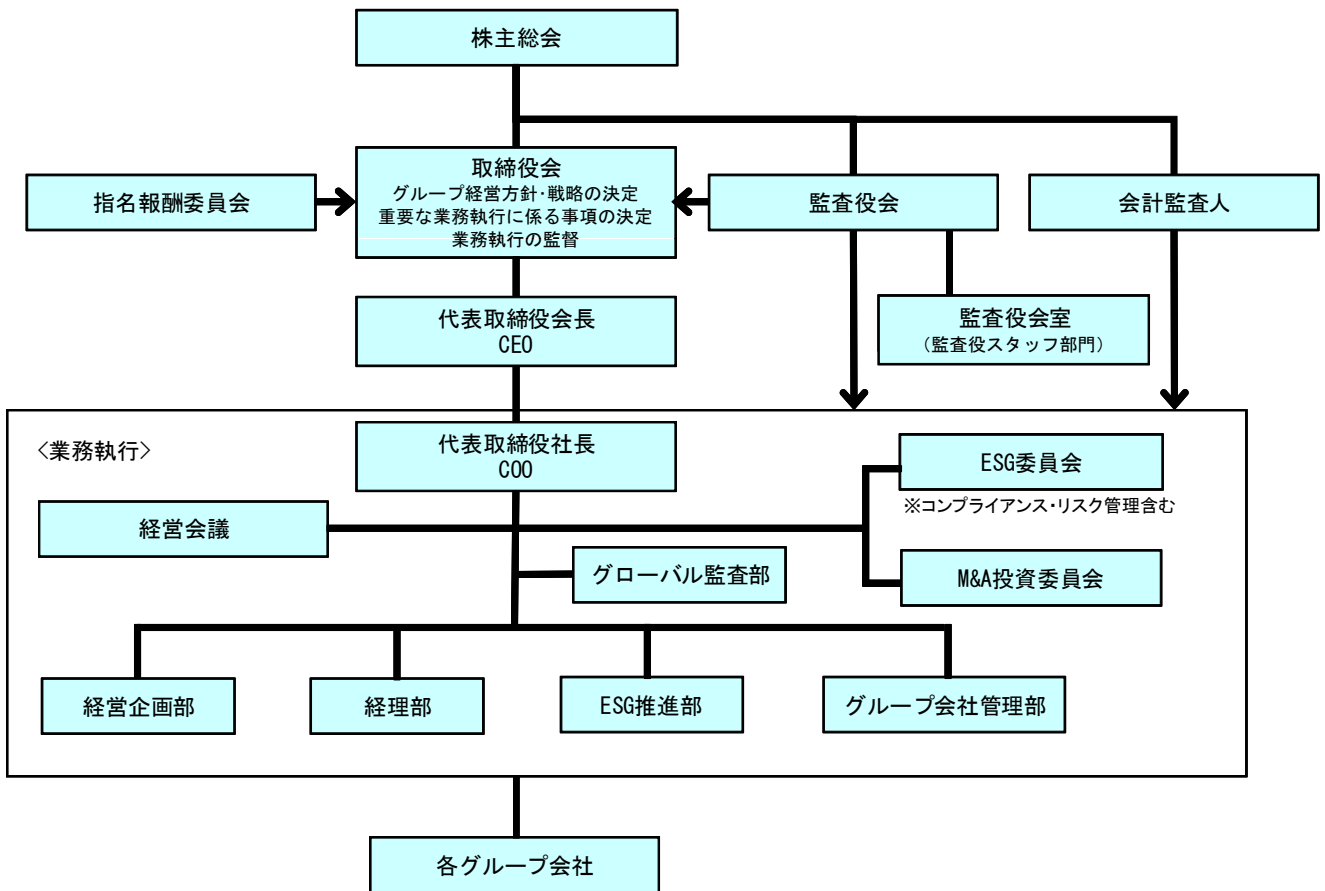 株主総会
取締役会
グループ経営方針・戦略の決定
重要な業務執行に係る事項の決定
業務執行の監督
指名報酬委員会
監査役会
会計監査人
監査役会室
（監査役スタッフ部門）
代表取締役会長
CEO
<業務執行>
代表取締役社長
COO
ESG委員会
※コンプライアンス・リスク管理含む
経営会議
グローバル監査部
M&A投資委員会
経営企画部
経理部
ESG推進部
グループ会社管理部
各グループ会社